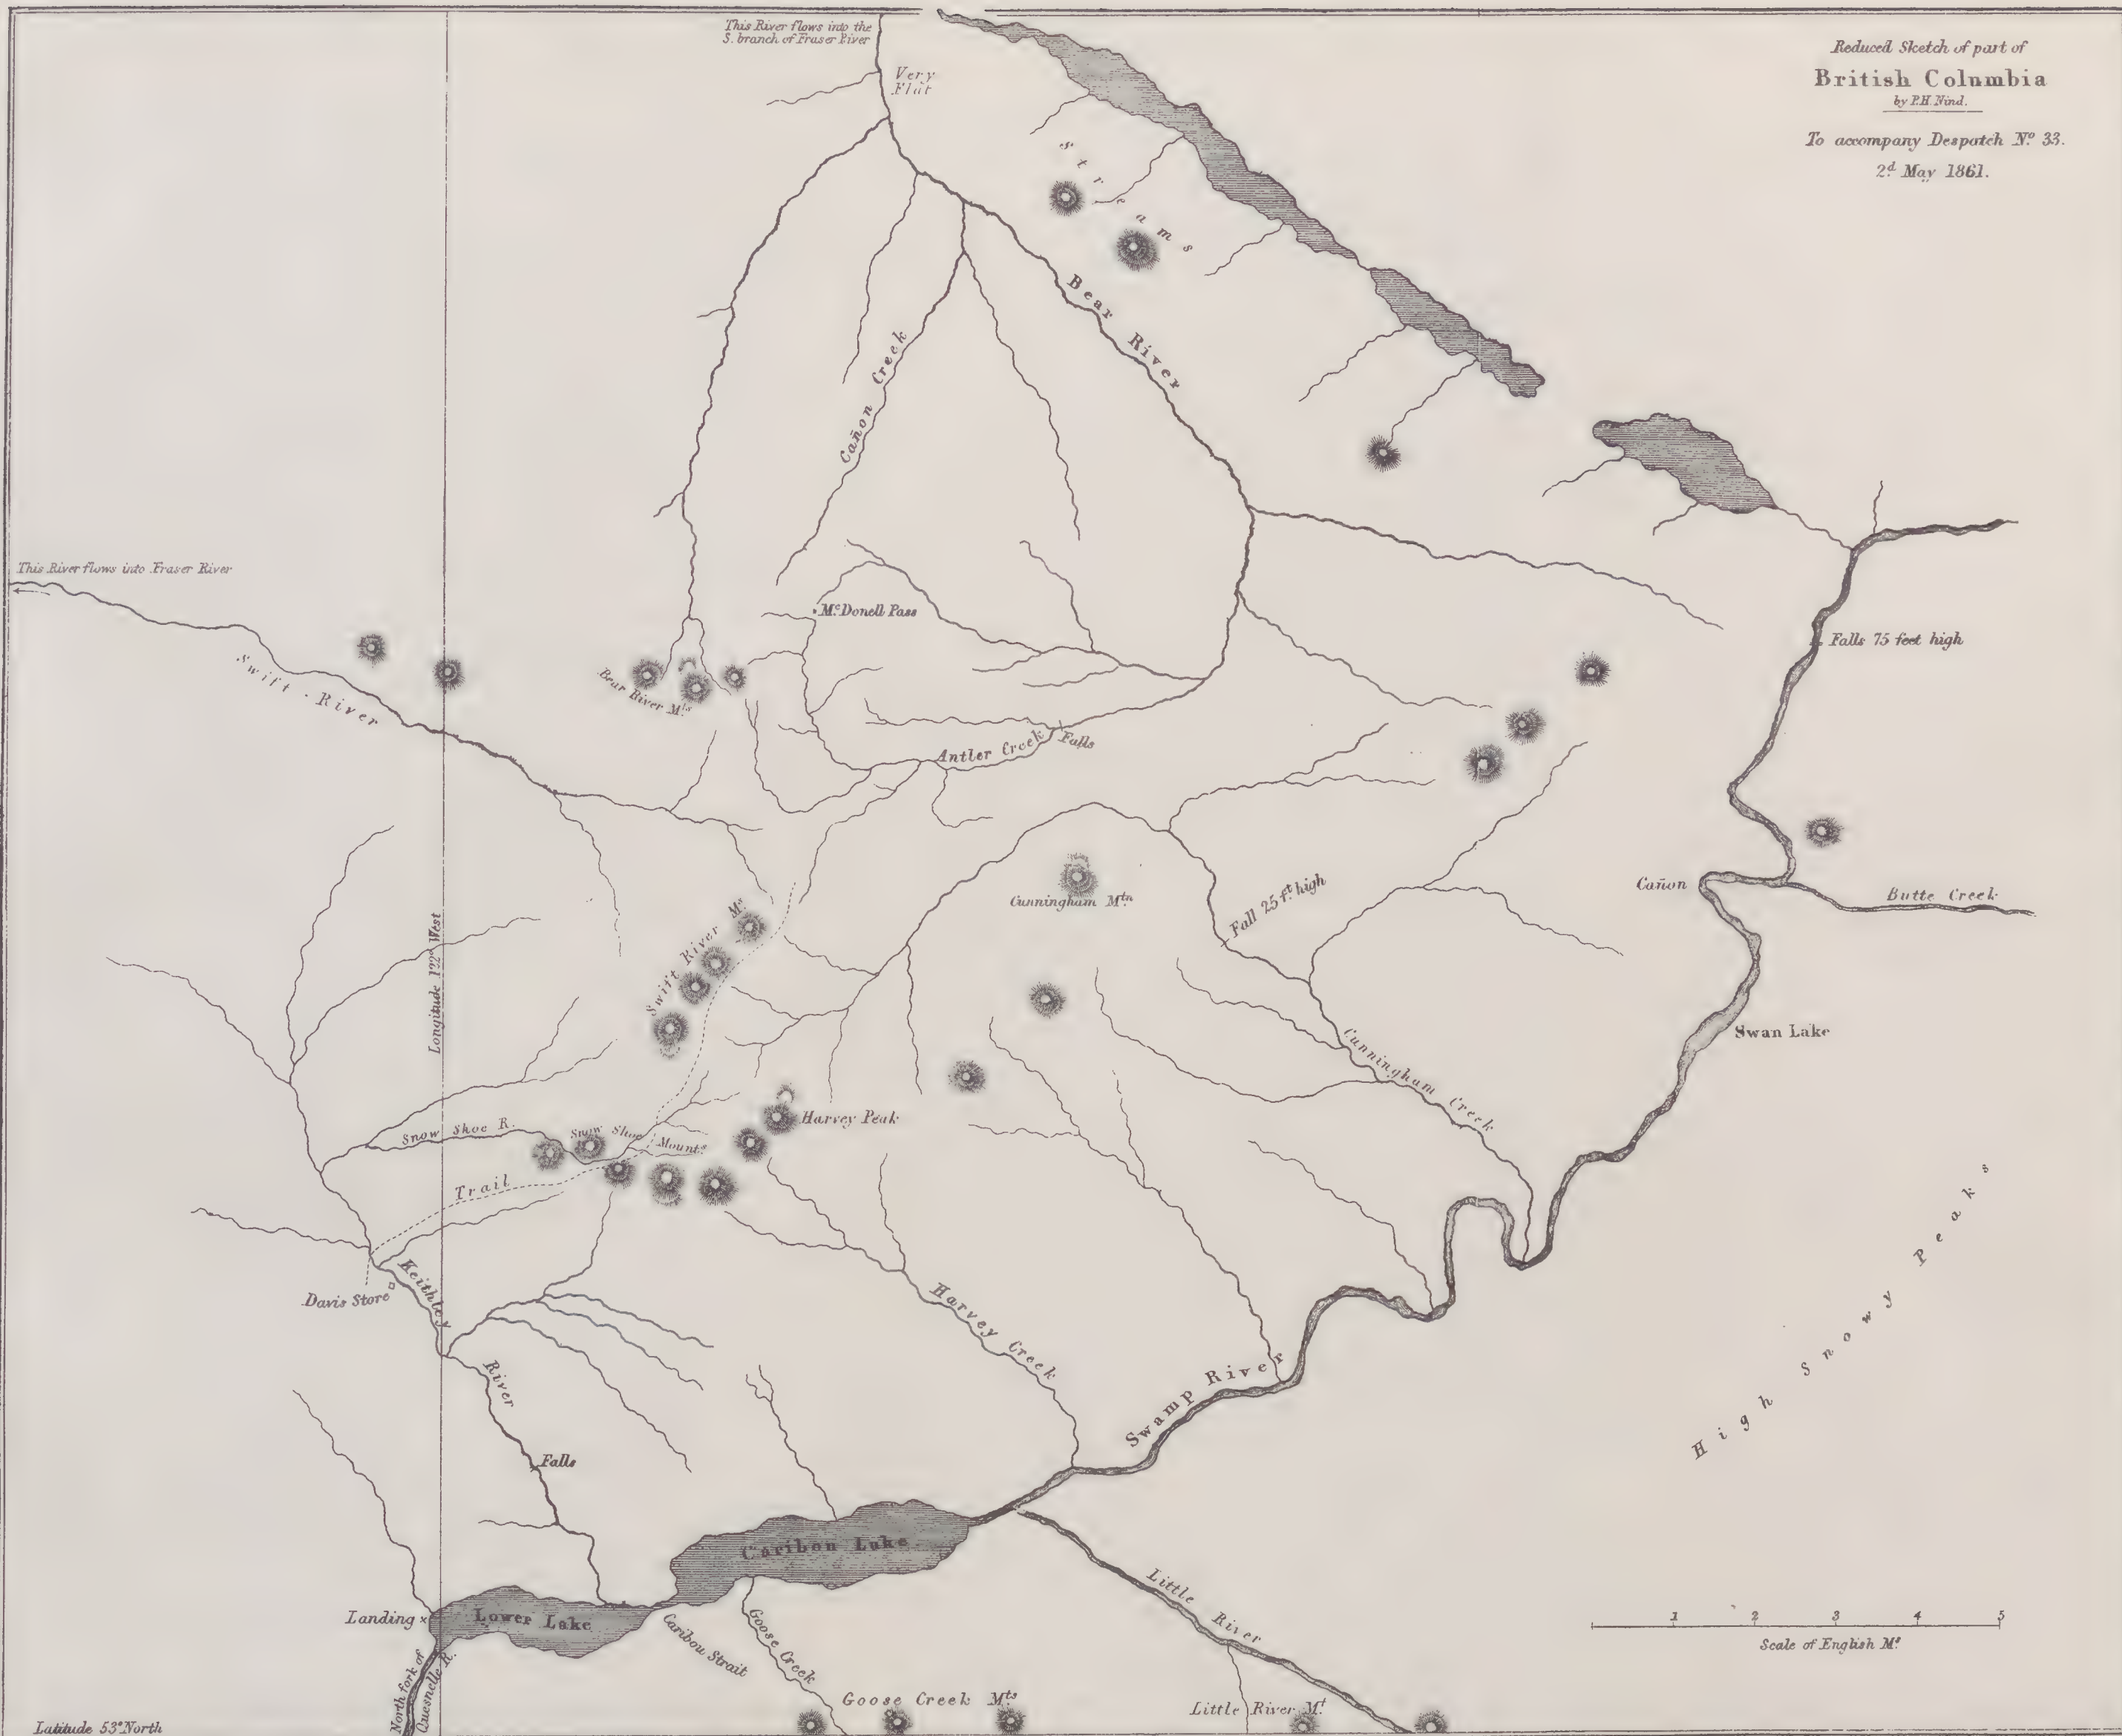 This River flows into the
S. branch of Fraser River
Very
Flat
Reduced Sketch of part of
British Columbia
by P.H. Nind.
To accompany Despatch Nº 33.
2d May 1861.
Streams
Bear River
Cañon Creek
This River flows into Fraser River
Swift River
McDonell Pass
Bear River Mts
Falls 75 feet high
Antler Creek
Falls
Cunningham Mtn
Fall 25 ft high
Cañon
Butte Creek
Swift River Mts
Longitude 122° West
Swan Lake
Cunningham Creek
Snow Shoe R.
Snow Shoe Mounts
Harvey Peak
Trail
High Snowy Peaks
Davis Store
Keithley River
Harvey Creek
Swamp River
Falls
Caribou Lake
Landing
Lower Lake
Caribou Strait
Goose Creek
Little River
1 2 3 4 5
Scale of English Ms
North fork of
Quesnelle R.
Goose Creek Mts
Little River Mt
Latitude 53° North